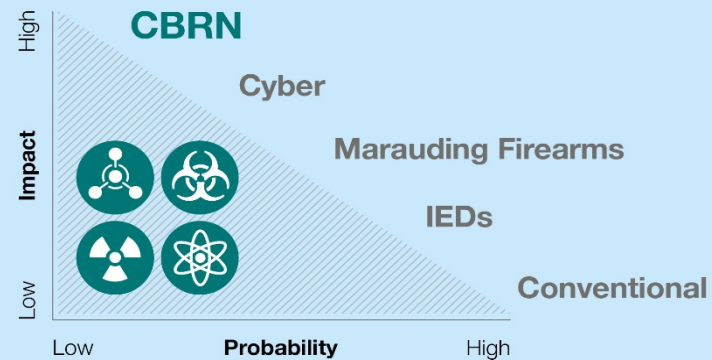 High
CBRN
Cyber
Impact
Marauding Firearms
IEDs
Low
Conventional
Low
Probability
High